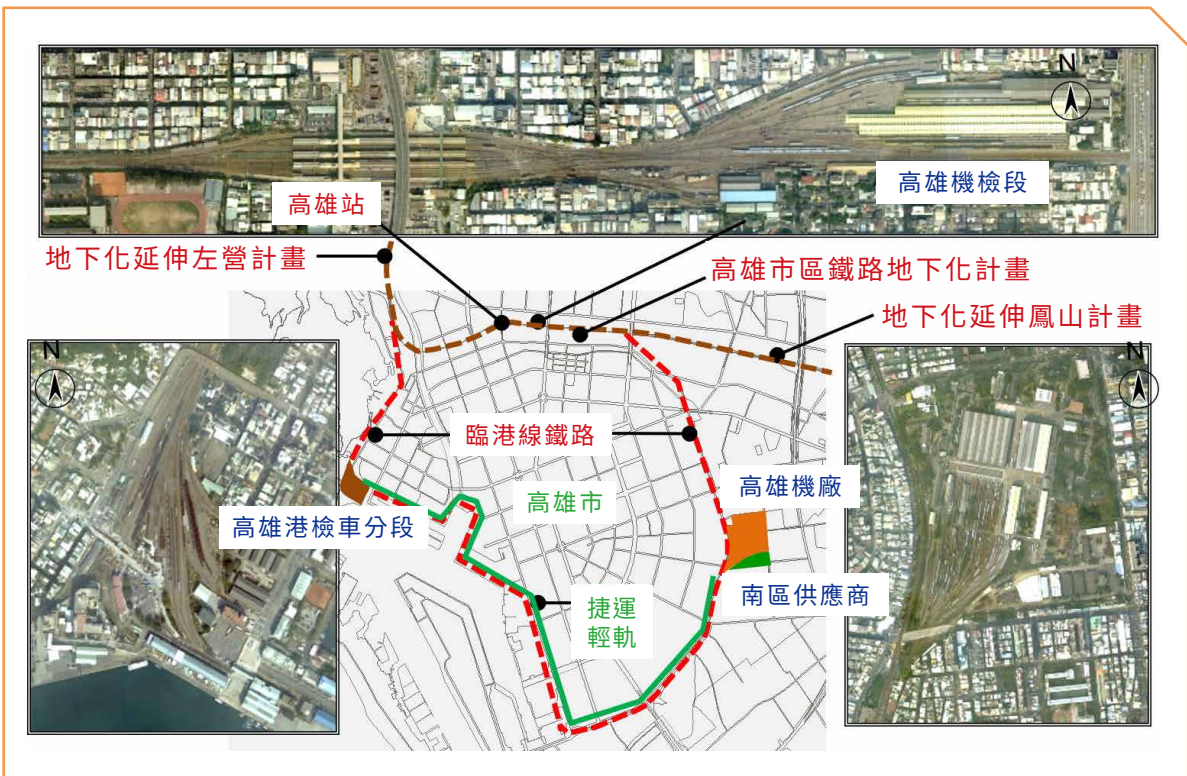 N
高雄機檢段
高雄站
地下化延伸左營計畫
高雄市區鐵路地下化計畫
地下化延伸鳳山計畫
N
N
臨港線鐵路
高雄機廠
高雄市
高雄港檢車分段
南區供應商
捷運
輕軌